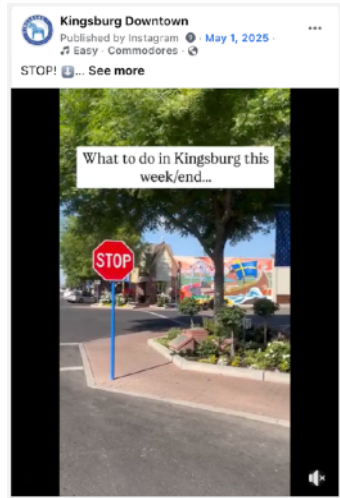 Kingsburg Downtown
Published by Instagram · May 1, 2025 ·
Easy · Commodores ·
STOP! ⬇️... See more
What to do in Kingsburg this
week/end...
STOP